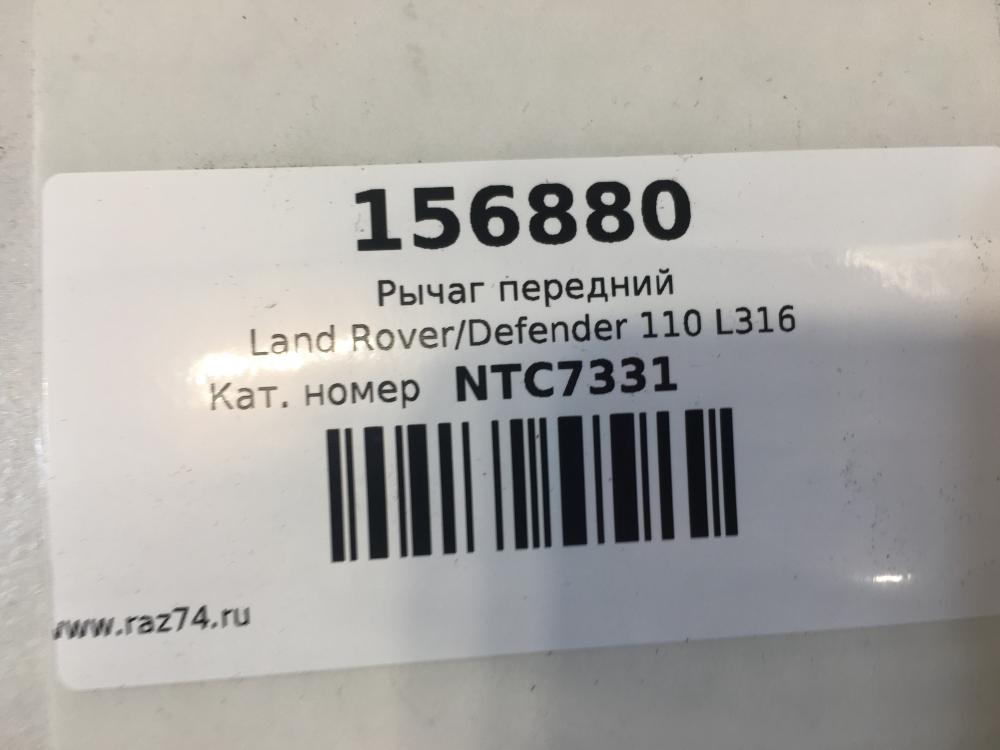 156880
Рычаг передний
Land Rover/Defender 110 L316
Кат. номер NTC7331
www.raz74.ru